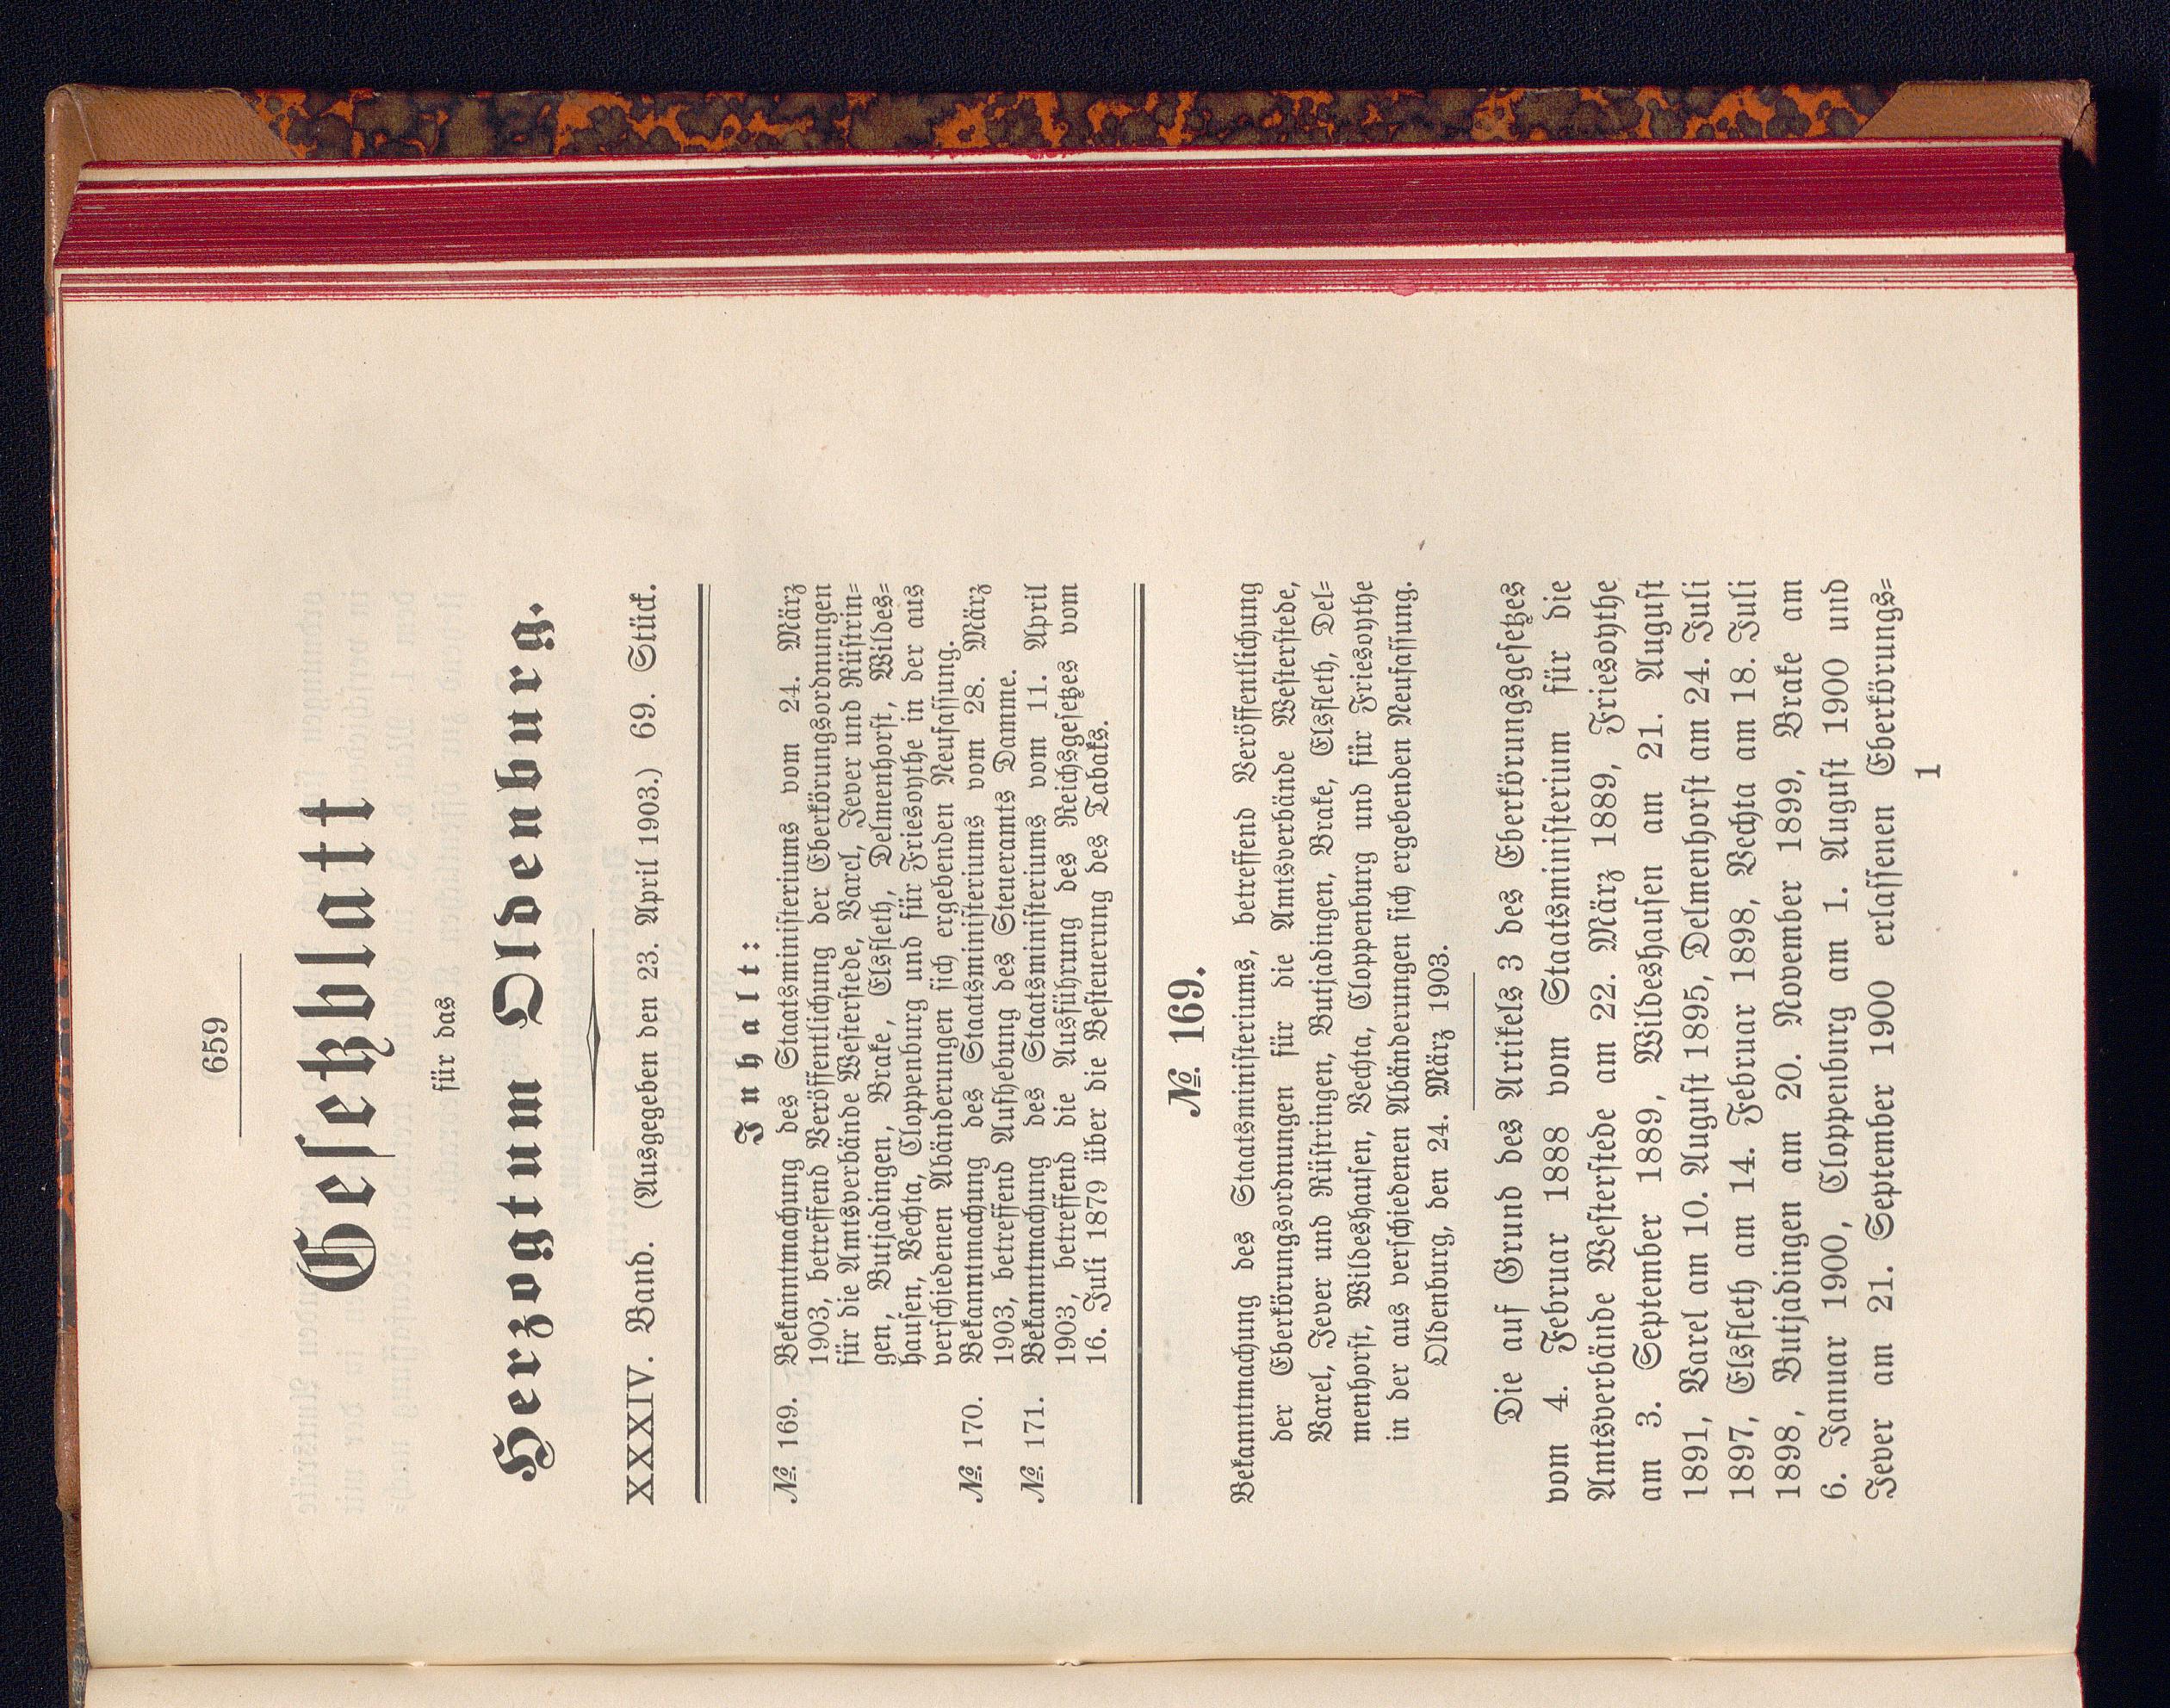 659
Gesetzblatt
für das
Herzogtum Oldenburg.
XXXIV. Band. (Ausgegeben den 23. April 1903.) 69. Stück.
Inhalt:
№. 169. Bekanntmachung des Staatsministeriums vom 24. März
1903, betreffend Veröffentlichung der Eberkörungsordnungen
für die Amtsverbände Westerstede, Varel, Jever und Rüstrin=
gen, Butjadingen, Brake, Elsfleth, Delmenhorst, Wildes=
hausen, Vechta, Cloppenburg und für Friesoythe in der aus
verschiedenen Abänderungen sich ergebenden Neufassung.
№. 170. Bekanntmachung des Staatsministeriums vom 28. März
1903, betreffend Aufhebung des Steueramts Damme.
№. 171. Bekanntmachung des Staatsministeriums vom 11. April
1903, betreffend die Ausführung des Reichsgesetzes vom
16. Juli 1879 über die Besteuerung des Tabaks.
№. 169.
Bekanntmachung des Staatsministeriums, betreffend Veröffentlichung
der Eberkörungsordnungen für die Amtsverbände Westerstede,
Varel, Jever und Rüstringen, Butjadingen, Brake, Elsfleth, Del=
menhorst, Wildeshausen, Vechta, Cloppenburg und für Friesoythe
in der aus verschiedenen Abänderungen sich ergebenden Neufassung.
Oldenburg, den 24. März 1903.
Die auf Grund des Artikels 3 des Eberkörungsgesetzes
vom 4. Februar 1888 vom Staatsministerium für die
Amtsverbände Westerstede am 22. März 1889, Friesoythe
am 3. September 1889, Wildeshausen am 21. August
1891, Varel am 10. August 1895, Delmenhorst am 24. Juli
1897, Elsfleth am 14. Februar 1898, Vechta am 18. Juli
1898, Butjadingen am 20. November 1899, Brake am
6. Januar 1900, Cloppenburg am 1. August 1900 und
Jever am 21. September 1900 erlassenen Eberkörungs=
1